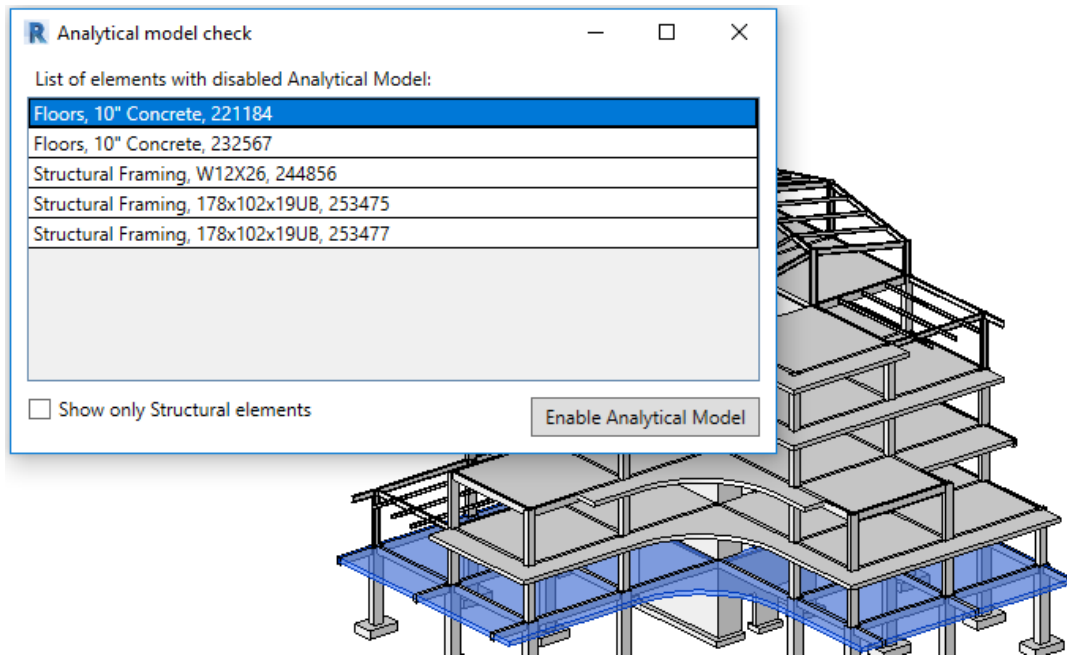 Analytical model check
List of elements with disabled Analytical Model:
Floors, 10" Concrete, 221184
Floors, 10" Concrete, 232567
Structural Framing, W12X26, 244856
Structural Framing, 178x102x19UB, 253475
Structural Framing, 178x102x19UB, 253477
Show only Structural elements
Enable Analytical Model